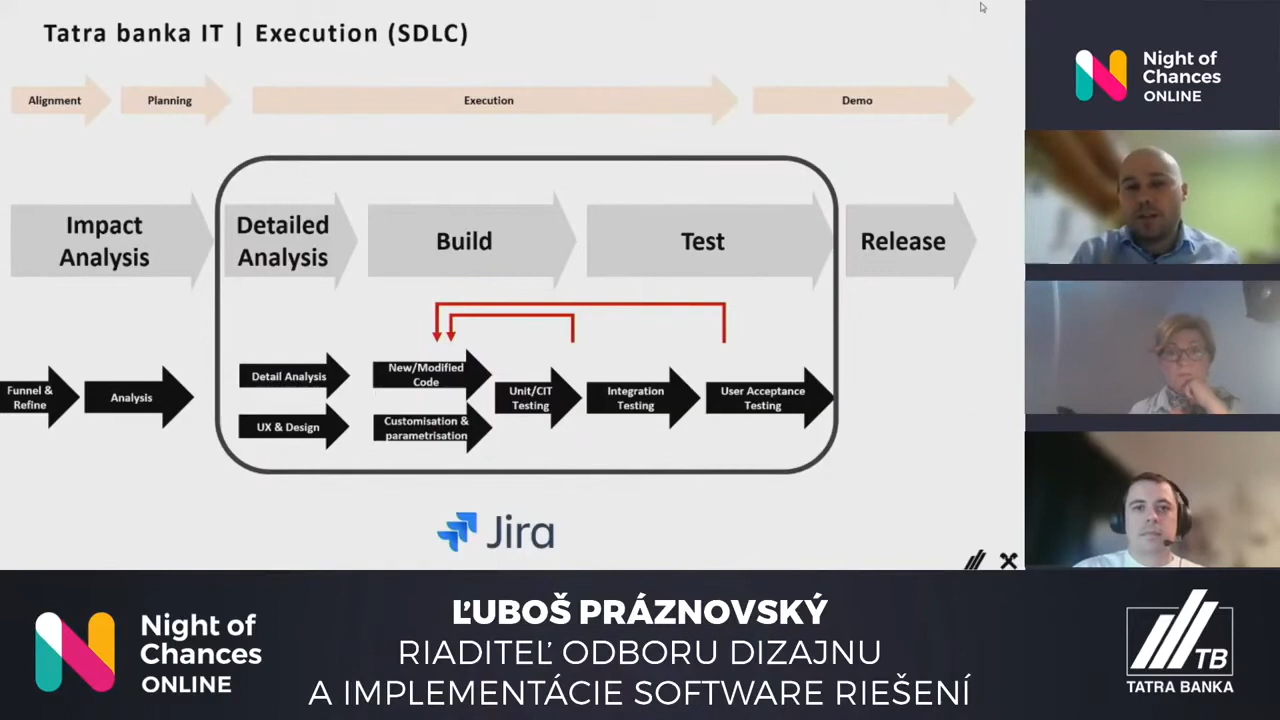 Tatra banka IT | Execution (SDLC)
Alignment
Planning
Execution
Demo
Impact
Analysis
Detailed
Analysis
Build
Test
Release
Funnel &
Refine
Analysis
Detail Analysis
UX & Design
New/Modified
Code
Customisation &
parametrisation
Unit/CIT
Testing
Integration
Testing
User Acceptance
Testing
Jira
Night of
Chances
ONLINE
Night of
Chances
ONLINE
ĽUBOŠ PRÁZNOVSKÝ
RIADITEĽ ODBORU DIZAJNU
A IMPLEMENTÁCIE SOFTWARE RIEŠENÍ
TB
TATRA BANKA